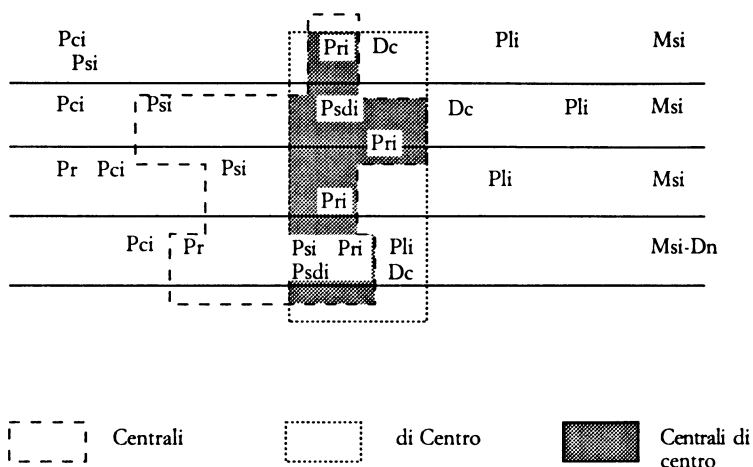 Pci Pri Dc Pli Msi
Psi
Pci Psi Psdi Dc Pli Msi
Pri
Pr Pci Psi Pli Msi
Pri
Pci Pr Psi Pri Pli Msi-Dn
Psdi Dc
Centrali di Centro Centrali di
centro